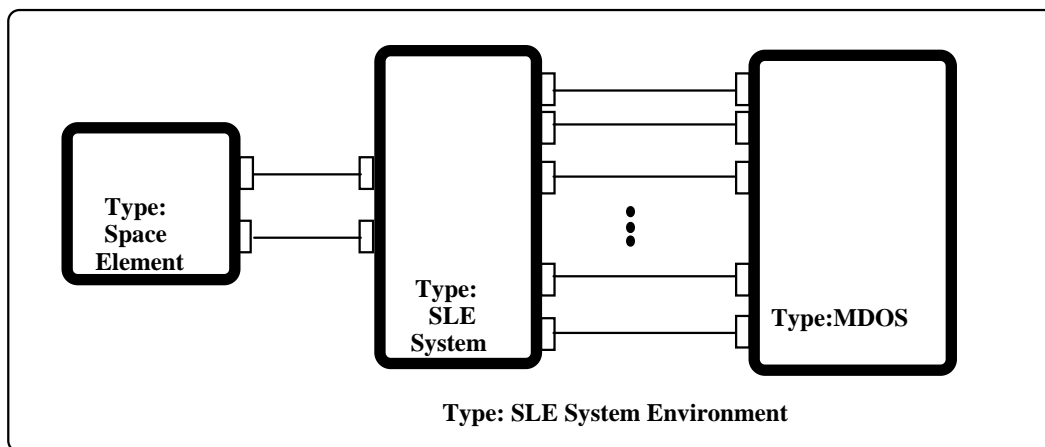 Type:
Space
Element
Type:
SLE
System
Type:MDOS
Type: SLE System Environment